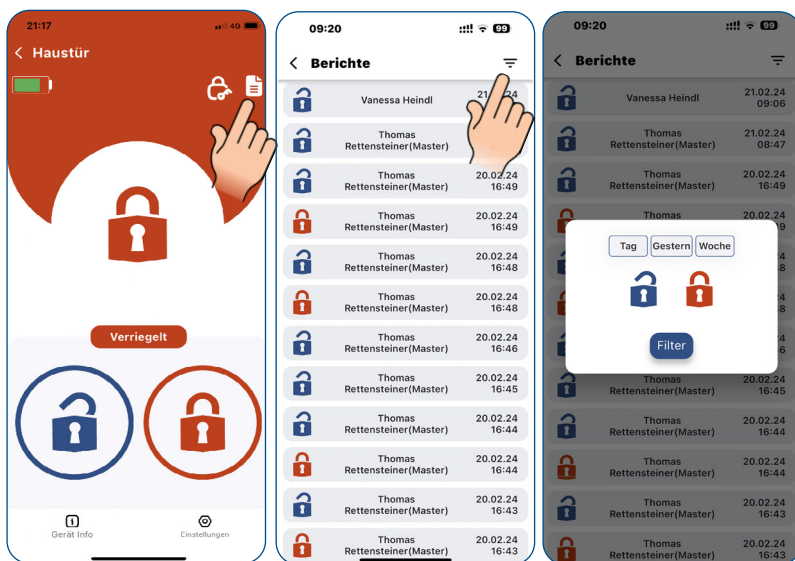 21:17 40
Haustür
Verriegelt
Gerät Info Einstellungen
09:20 99
Berichte
Vanessa Heindl
Thomas
Rettensteiner(Master)
Thomas 20.02.24
Rettensteiner(Master) 16:49
Thomas 20.02.24
Rettensteiner(Master) 16:49
Thomas 20.02.24
Rettensteiner(Master) 16:48
Thomas 20.02.24
Rettensteiner(Master) 16:48
Thomas 20.02.24
Rettensteiner(Master) 16:46
Thomas 20.02.24
Rettensteiner(Master) 16:45
Thomas 20.02.24
Rettensteiner(Master) 16:44
Thomas 20.02.24
Rettensteiner(Master) 16:44
Thomas 20.02.24
Rettensteiner(Master) 16:43
Thomas 20.02.24
Rettensteiner(Master) 16:43
09:20 99
Berichte
Vanessa Heindl 21.02.24
09:06
Thomas 21.02.24
Rettensteiner(Master) 08:47
Thomas 20.02.24
Rettensteiner(Master) 16:49
Thomas 20.02.24
Tag Gestern Woche
Filter
Thomas 20.02.24
Rettensteiner(Master) 16:45
Thomas 20.02.24
Rettensteiner(Master) 16:44
Thomas 20.02.24
Rettensteiner(Master) 16:44
Thomas 20.02.24
Rettensteiner(Master) 16:43
Thomas 20.02.24
Rettensteiner(Master) 16:43